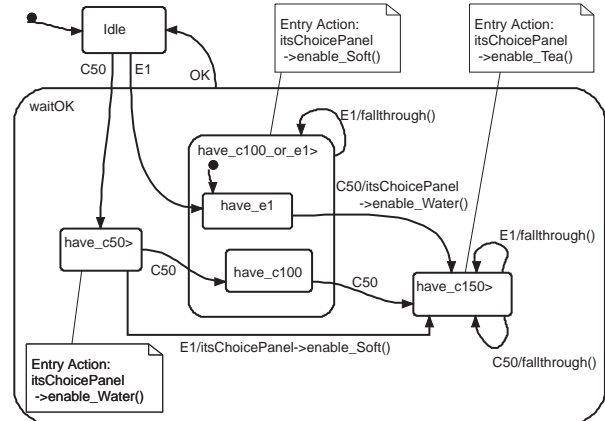 Idle
Entry Action:
itsChoicePanel
->enable_Soft()
Entry Action:
itsChoicePanel
->enable_Tea()
C50
E1
OK
waitOK
E1/fallthrough()
have_c100_or_e1>
have_e1
C50/itsChoicePanel
->enable_Water()
have_c50>
C50
have_c100
C50
E1/fallthrough()
have_c150>
E1/itsChoicePanel->enable_Soft()
C50/fallthrough()
Entry Action:
itsChoicePanel
->enable_Water()